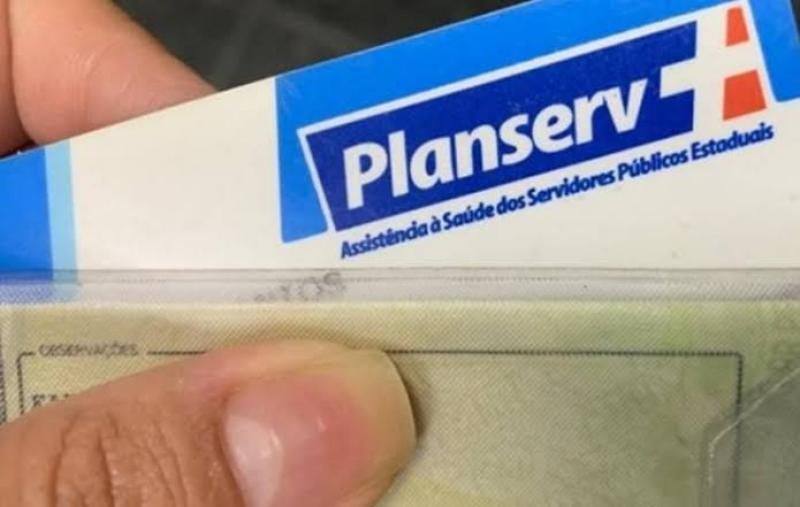 Planserv
Assistência à Saúde dos Servidores Públicos Estaduais
OBSERVAÇÕES